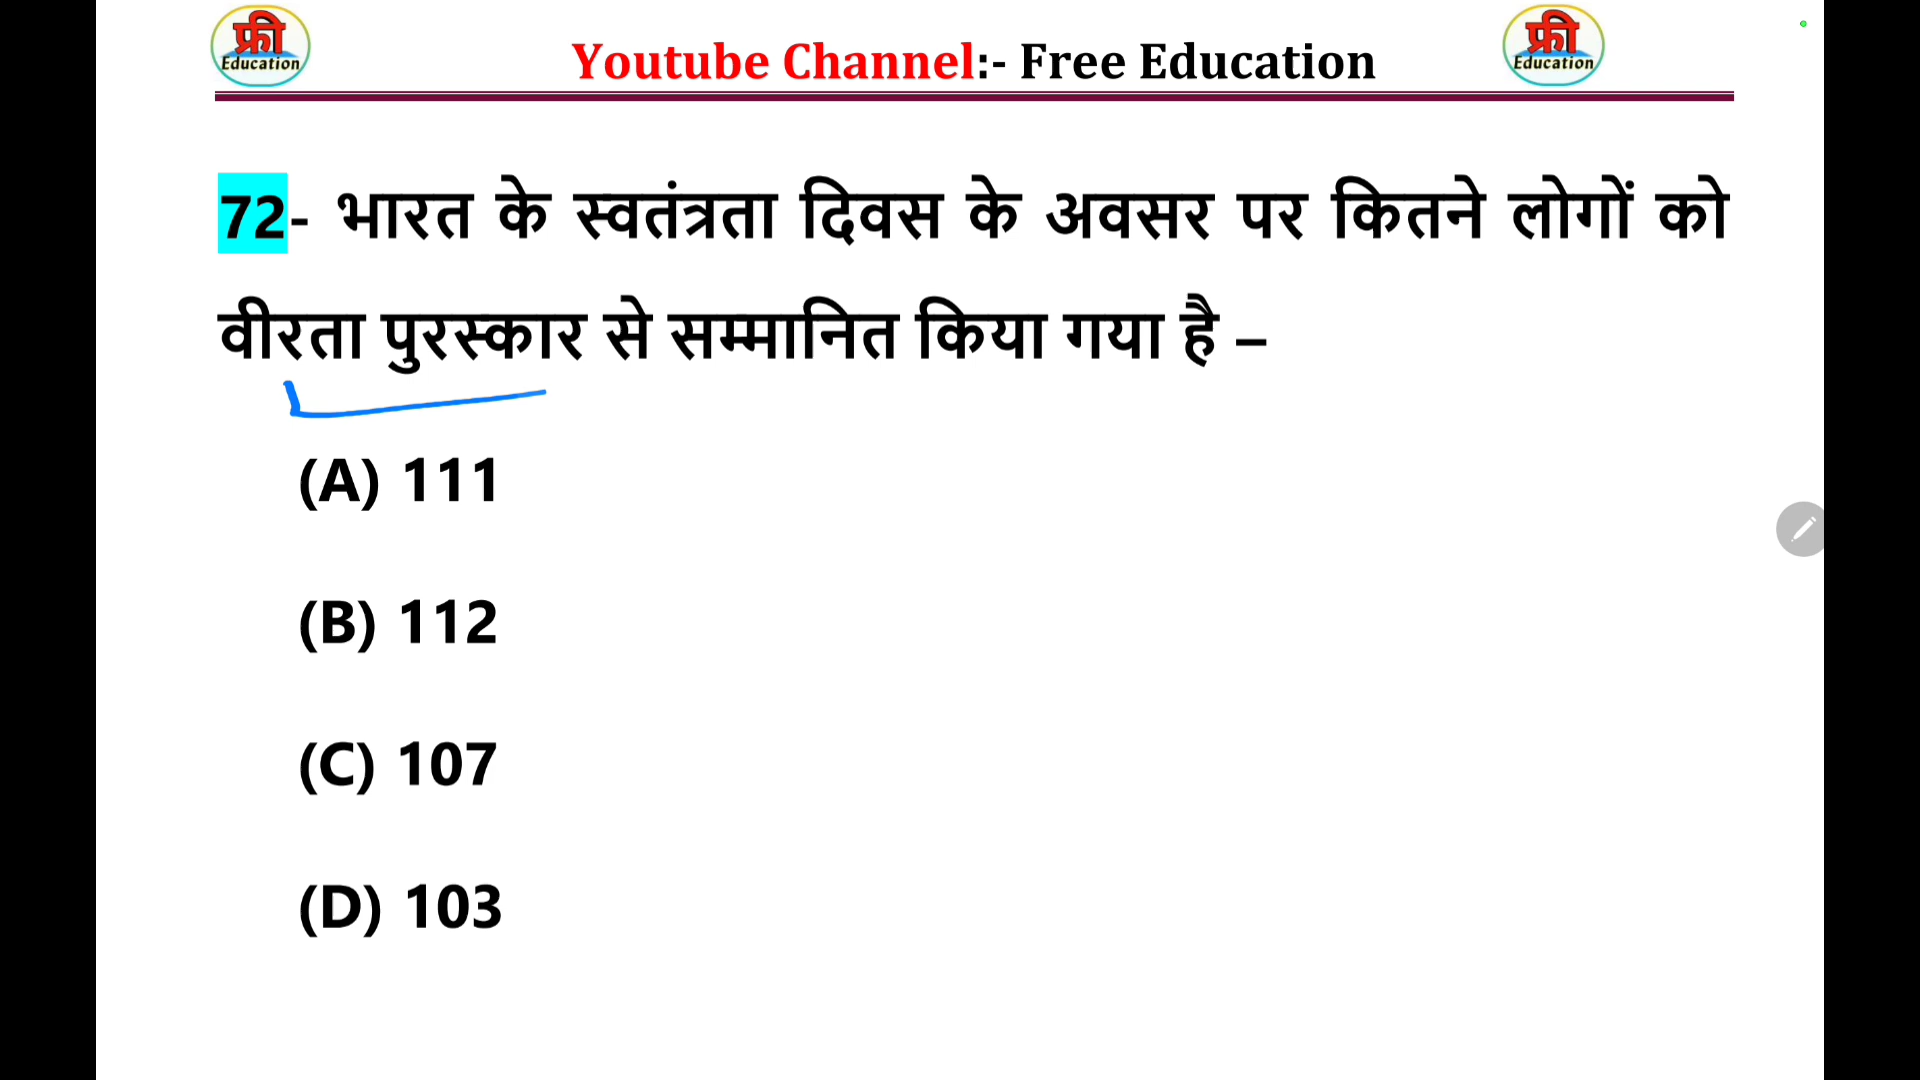 फ्री
Education
Youtube Channel:- Free Education
फ्री
Education
72- भारत के स्वतंत्रता दिवस के अवसर पर कितने लोगों को
वीरता पुरस्कार से सम्मानित किया गया है –
(A) 111
(B) 112
(C) 107
(D) 103